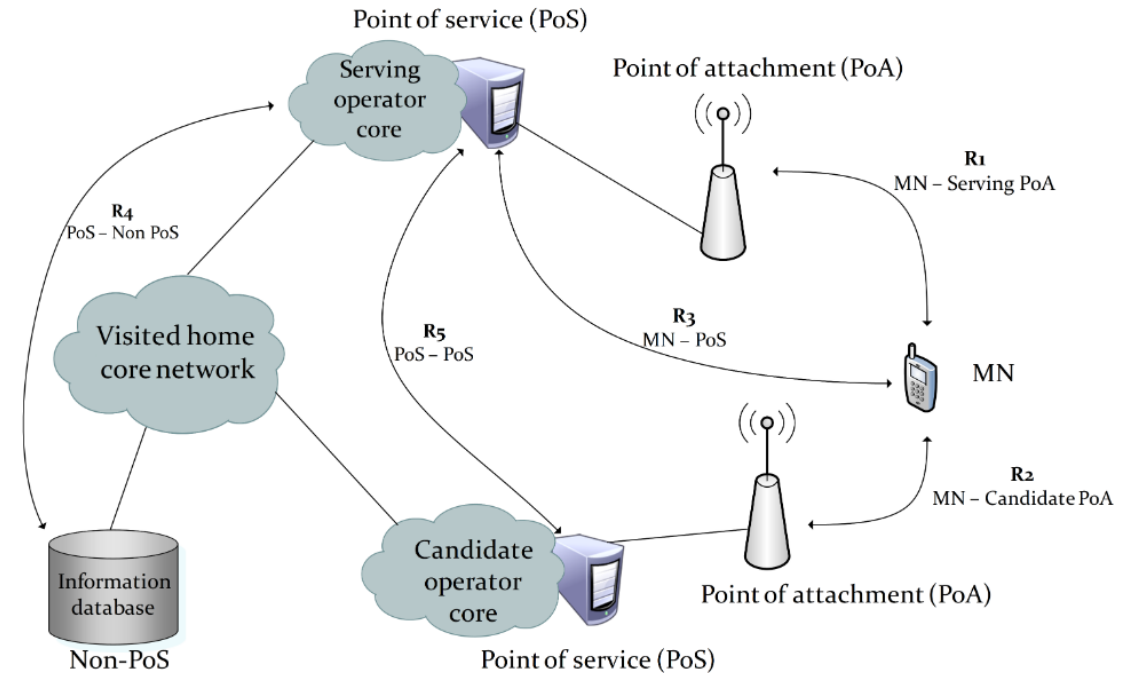 Point of service (PoS)
Serving
operator
core
Point of attachment (PoA)
R1
MN – Serving PoA
R4
PoS – Non PoS
Visited home
core network
R5
PoS – PoS
R3
MN – PoS
MN
R2
MN – Candidate PoA
Candidate
operator
core
Information
database
Point of attachment (PoA)
Non-PoS
Point of service (PoS)